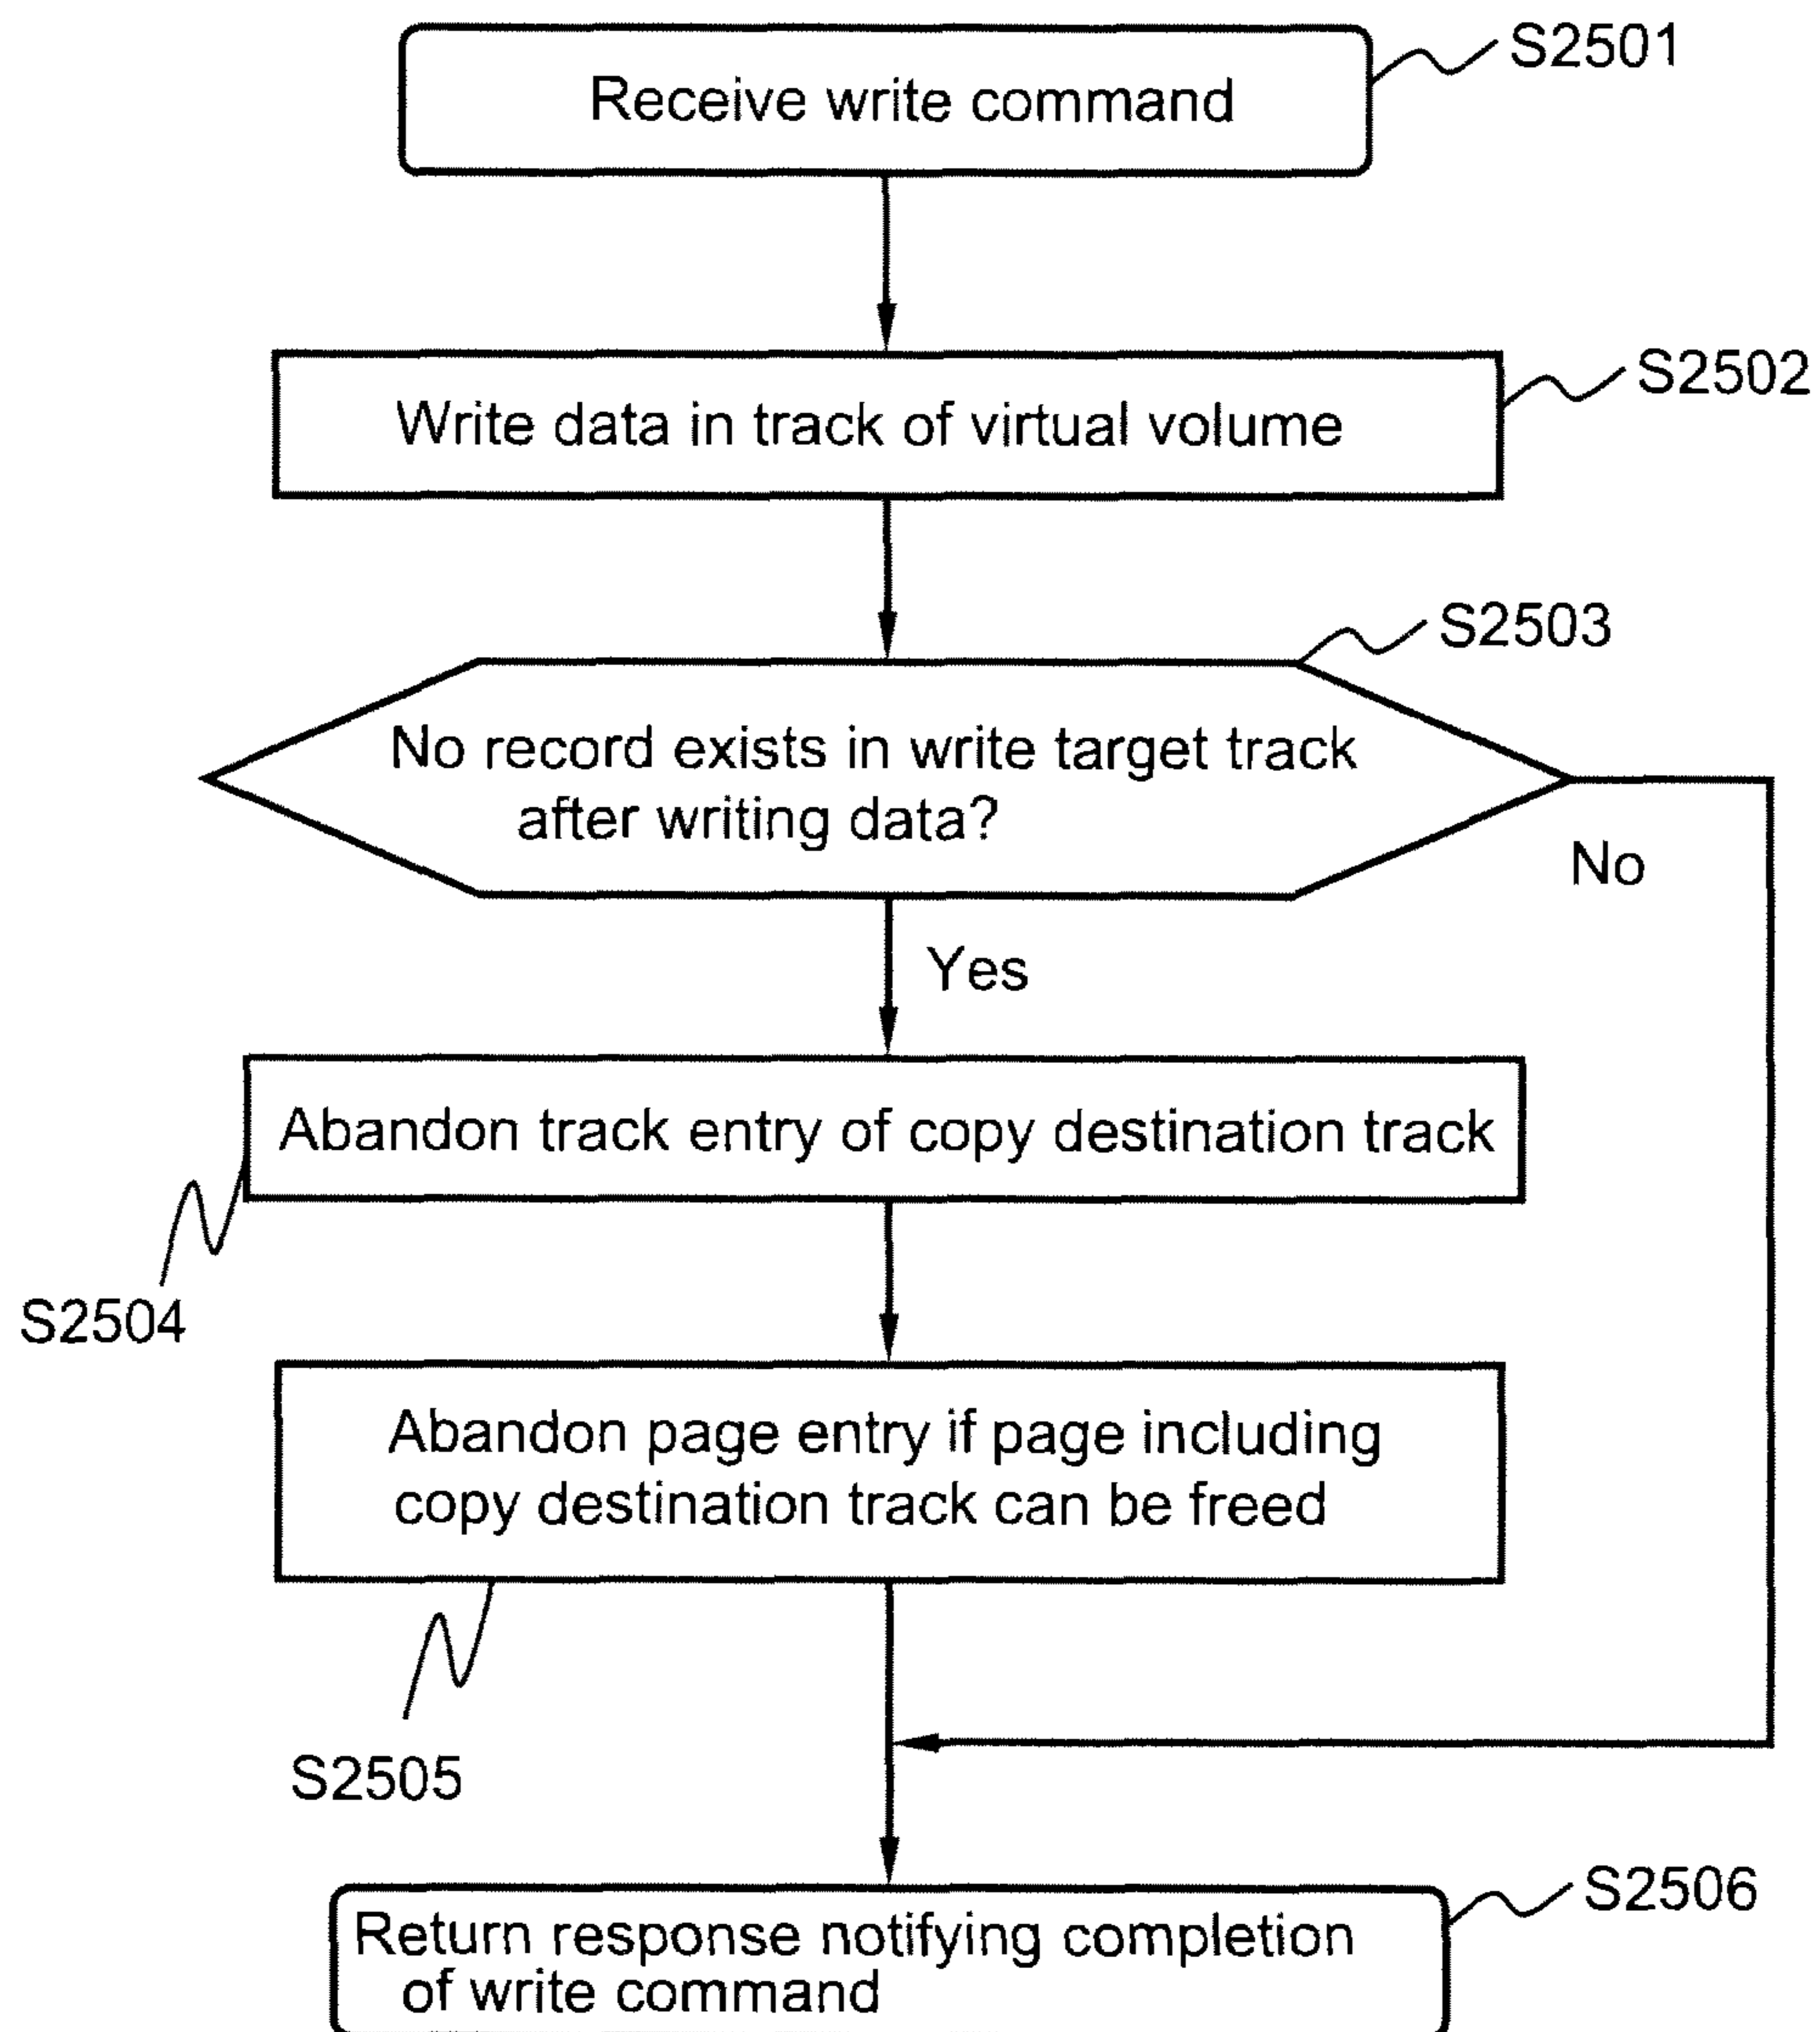 S2501
Receive write command
S2502
Write data in track of virtual volume
S2503
No record exists in write target track
after writing data?
No
Yes
Abandon track entry of copy destination track
S2504
Abandon page entry if page including
copy destination track can be freed
S2505
S2506
Return response notifying completion
of write command